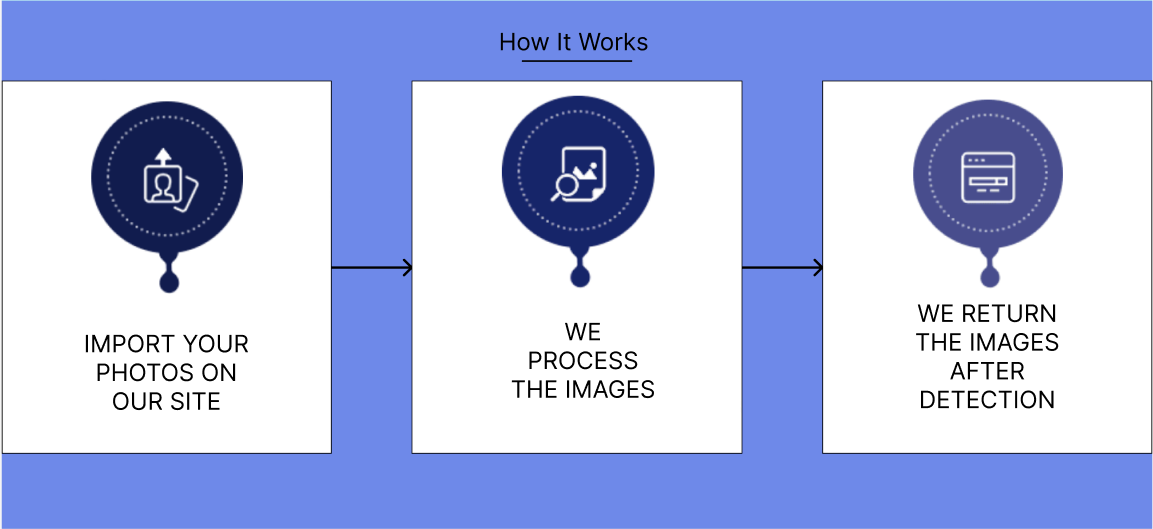 How It Works
IMPORT YOUR
PHOTOS ON
OUR SITE
WE
PROCESS
THE IMAGES
WE RETURN
THE IMAGES
AFTER
DETECTION